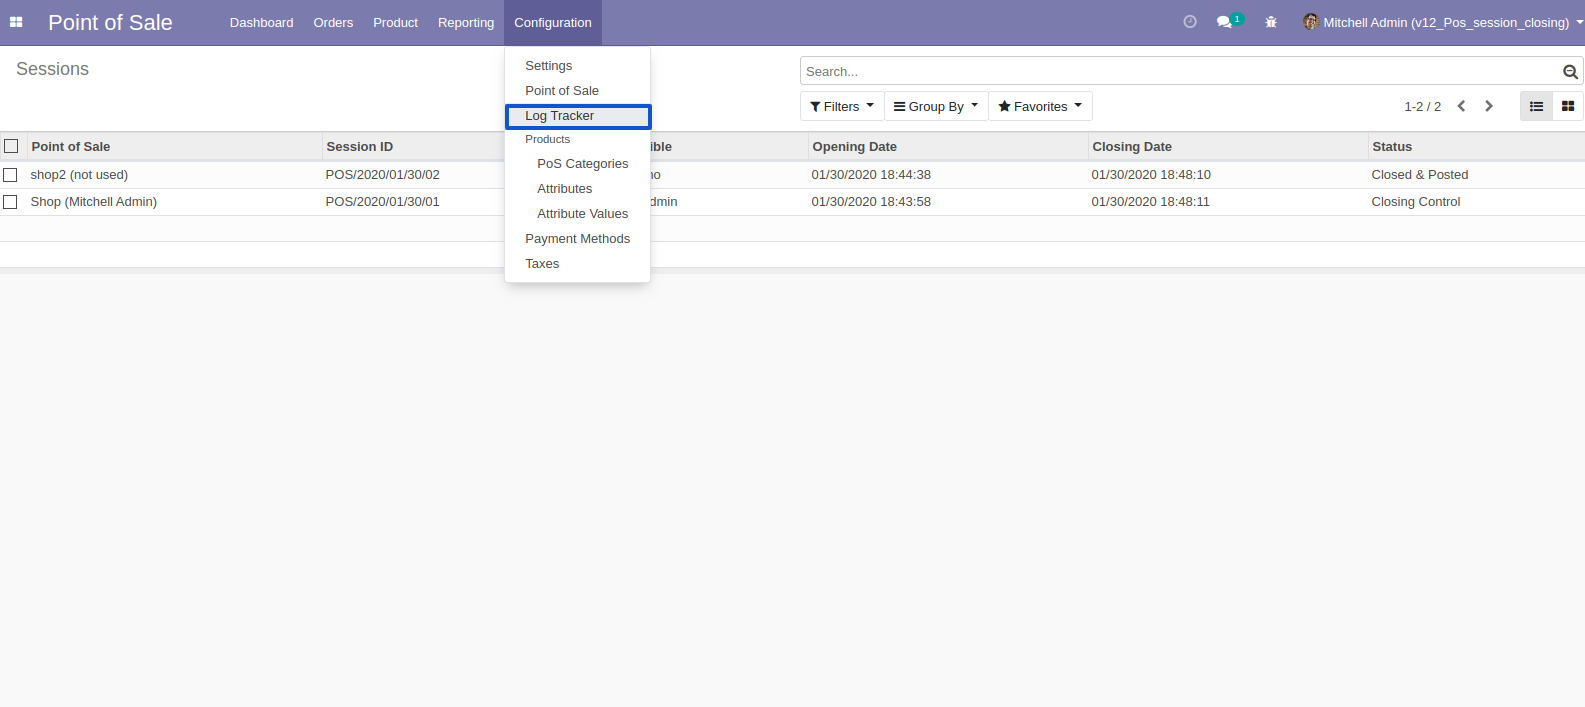 Point of Sale Dashboard Orders Product Reporting Configuration 1 Mitchell Admin (v12_Pos_session_closing)
Sessions
Search...
Filters Group By Favorites 1-2 / 2
Settings
Point of Sale
Log Tracker
Products
PoS Categories
Attributes
Attribute Values
Payment Methods
Taxes
Point of Sale Session ID Opening Date Closing Date Status
shop2 (not used) POS/2020/01/30/02 01/30/2020 18:44:38 01/30/2020 18:48:10 Closed & Posted
Shop (Mitchell Admin) POS/2020/01/30/01 01/30/2020 18:43:58 01/30/2020 18:48:11 Closing Control